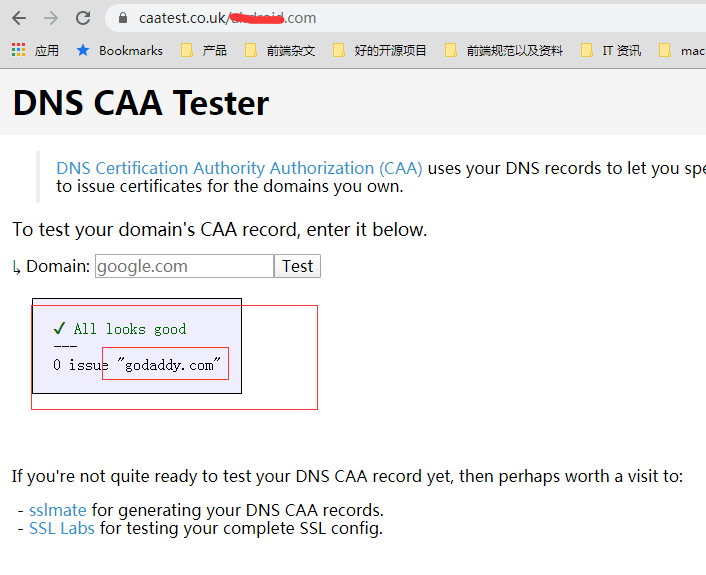 caatest.co.uk/ .com
应用 Bookmarks 产品 前端杂文 好的开源项目 前端规范以及资料 IT 资讯 mac
DNS CAA Tester
DNS Certification Authority Authorization (CAA) uses your DNS records to let you spe
to issue certificates for the domains you own.
To test your domain's CAA record, enter it below.
↳ Domain: google.com Test
✓ All looks good
---
0 issue "godaddy.com"
If you're not quite ready to test your DNS CAA record yet, then perhaps worth a visit to:
- sslmate for generating your DNS CAA records.
- SSL Labs for testing your complete SSL config.